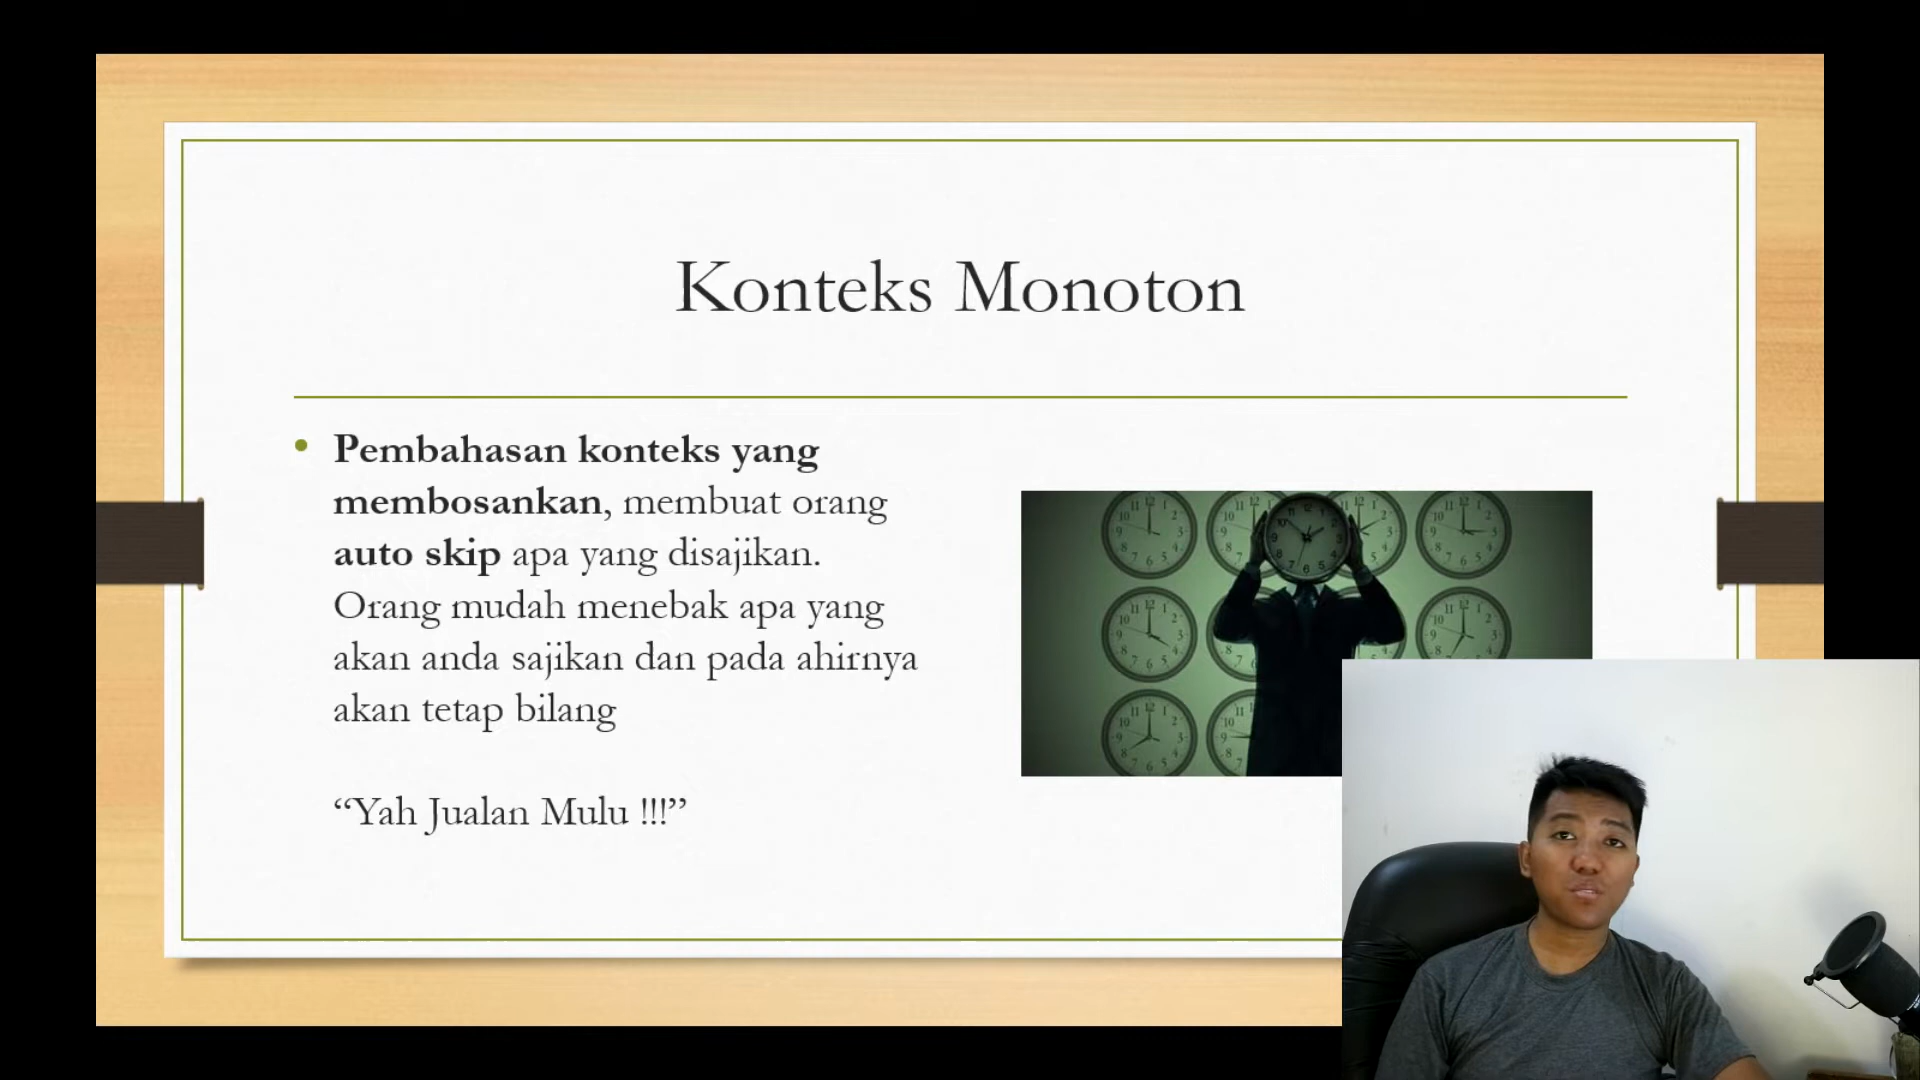 Konteks Monoton
• Pembahasan konteks yang
membosankan, membuat orang
auto skip apa yang disajikan.
Orang mudah menebak apa yang
akan anda sajikan dan pada ahirnya
akan tetap bilang
“Yah Jualan Mulu !!!”